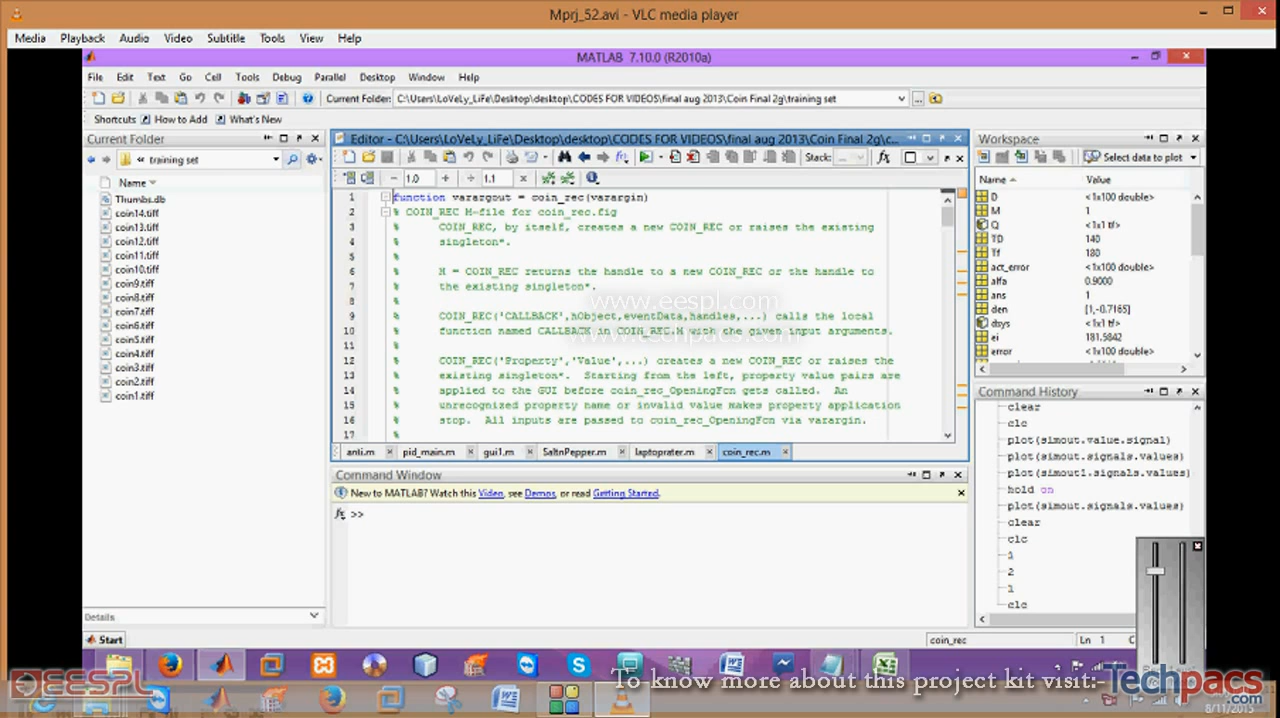 Mprj_52.avi - VLC media player
Media Playback Audio Video Subtitle Tools View Help
MATLAB 7.10.0 (R2010a)
File Edit Text Go Cell Tools Debug Parallel Desktop Window Help
Current Folder: C:\Users\LoVeLy_LiFe\Desktop\desktop\CODES FOR VIDEOS\final aug 2013\Coin Final 2g\training set
Shortcuts How to Add What's New
Current Folder
« training set
Name
Thumbs.db
coin14.tiff
coin13.tiff
coin12.tiff
coin11.tiff
coin10.tiff
coin9.tiff
coin8.tiff
coin7.tiff
coin6.tiff
coin5.tiff
coin4.tiff
coin3.tiff
coin2.tiff
coin1.tiff
Details
Editor - C:\Users\LoVeLy_LiFe\Desktop\desktop\CODES FOR VIDEOS\final aug 2013\Coin Final 2g\c...
Stack: ...
− 1.0 + ÷ 1.1 ×
1 function varargout = coin_rec(varargin)
2 % COIN_REC M-file for coin_rec.fig
3 % COIN_REC, by itself, creates a new COIN_REC or raises the existing
4 % singleton*.
5 %
6 % H = COIN_REC returns the handle to a new COIN_REC or the handle to
7 % the existing singleton*.
8 %
9 % COIN_REC('CALLBACK',hObject,eventData,handles,...) calls the local
10 % function named CALLBACK in COIN_REC.M with the given input arguments.
11 %
12 % COIN_REC('Property','Value',...) creates a new COIN_REC or raises the
13 % existing singleton*. Starting from the left, property value pairs are
14 % applied to the GUI before coin_rec_OpeningFcn gets called. An
15 % unrecognized property name or invalid value makes property application
16 % stop. All inputs are passed to coin_rec_OpeningFcn via varargin.
17 %
www.eespl.com
www.techpacs.com
anti.m pid_main.m gui1.m SaltnPepper.m laptoprater.m coin_rec.m
Command Window
New to MATLAB? Watch this Video, see Demos, or read Getting Started.
fx >>
Workspace
Select data to plot
Name Value
D <1x100 double>
M 1
Q <1x1 tf>
TD 140
Tf 180
act_error <1x100 double>
alfa 0.9000
ans 1
den [1,-0.7165]
dsys <1x1 tf>
ei 181.5842
error <1x100 double>
Command History
clear
clc
plot(simout.value.signal)
plot(simout.signals.values)
plot(simout1.signals.values)
hold on
plot(simout.signals.values)
clear
clc
1
2
1
clc
Start
coin_rec
Ln 1 C
EESPL
To know more about this project kit visit:-
Techpacs.com
8/11/2015